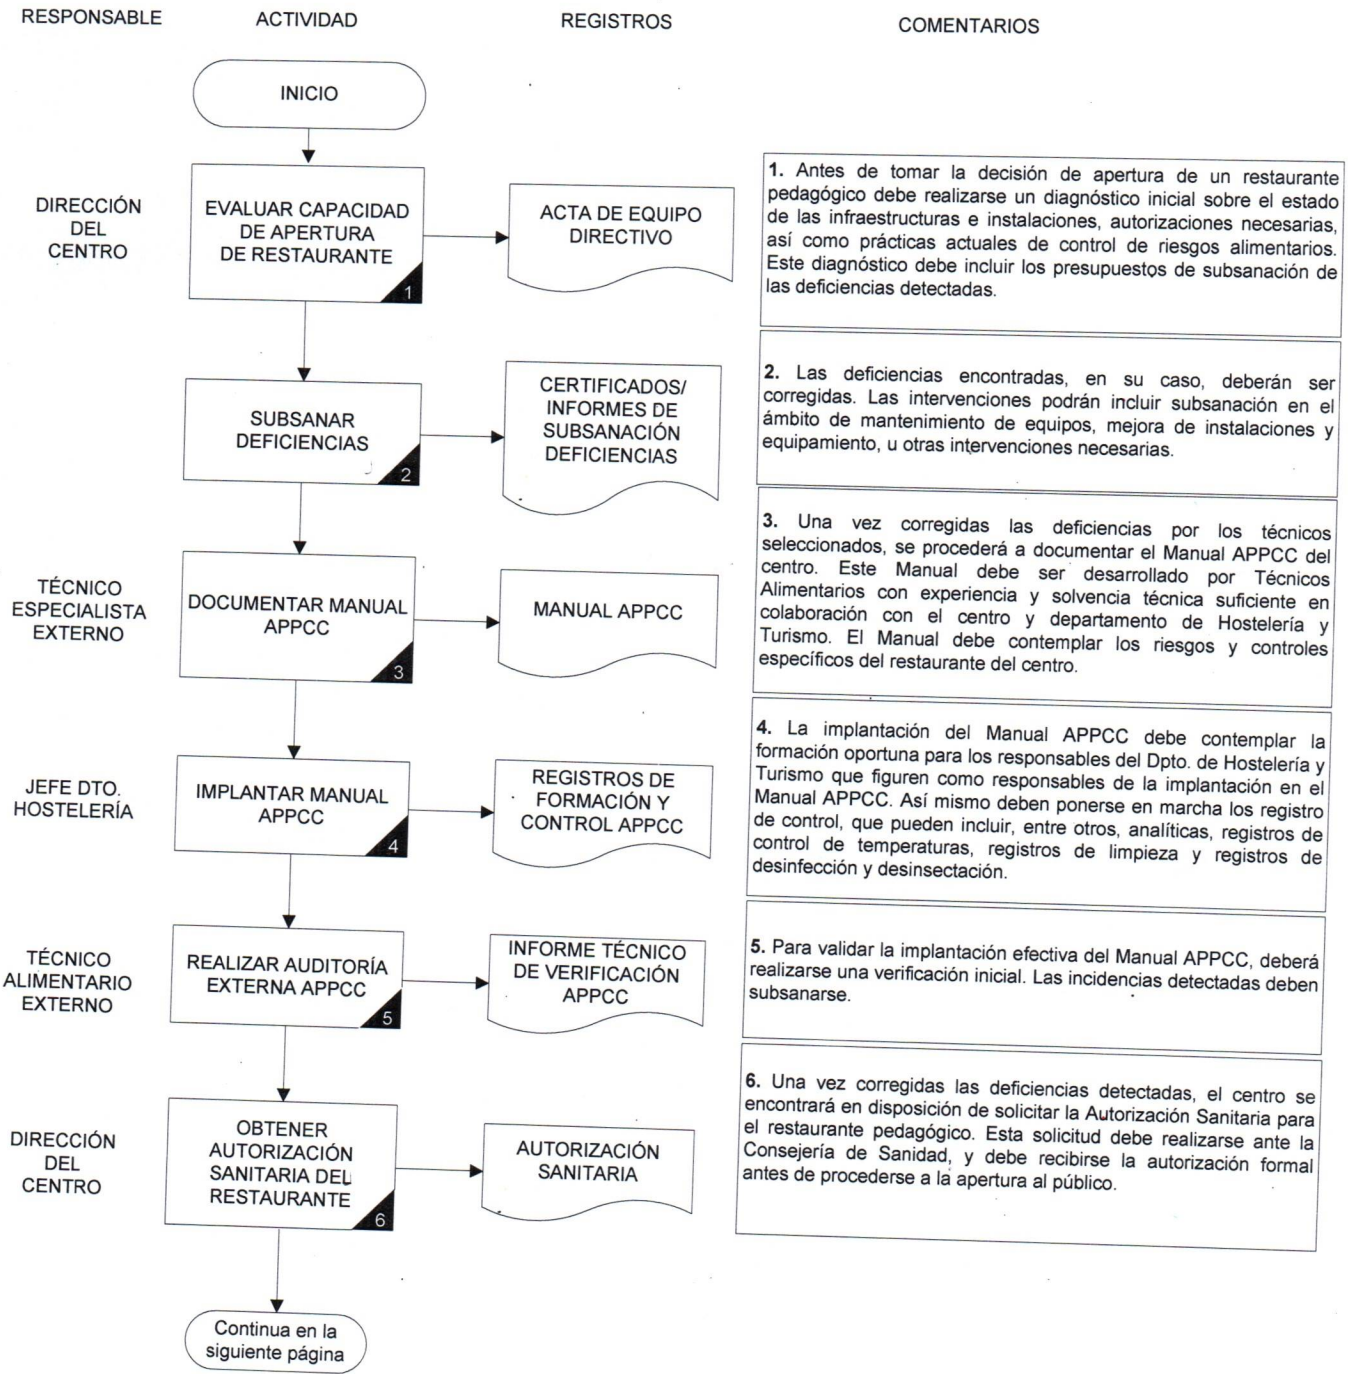 RESPONSABLE
ACTIVIDAD
REGISTROS
COMENTARIOS
INICIO
DIRECCIÓN
DEL
CENTRO
EVALUAR CAPACIDAD
DE APERTURA
DE RESTAURANTE
1
ACTA DE EQUIPO
DIRECTIVO
1. Antes de tomar la decisión de apertura de un restaurante
pedagógico debe realizarse un diagnóstico inicial sobre el estado
de las infraestructuras e instalaciones, autorizaciones necesarias,
así como prácticas actuales de control de riesgos alimentarios.
Este diagnóstico debe incluir los presupuestos de subsanación de
las deficiencias detectadas.
SUBSANAR
DEFICIENCIAS
2
CERTIFICADOS/
INFORMES DE
SUBSANACIÓN
DEFICIENCIAS
2. Las deficiencias encontradas, en su caso, deberán ser
corregidas. Las intervenciones podrán incluir subsanación en el
ámbito de mantenimiento de equipos, mejora de instalaciones y
equipamiento, u otras intervenciones necesarias.
TÉCNICO
ESPECIALISTA
EXTERNO
DOCUMENTAR MANUAL
APPCC
3
MANUAL APPCC
3. Una vez corregidas las deficiencias por los técnicos
seleccionados, se procederá a documentar el Manual APPCC del
centro. Este Manual debe ser desarrollado por Técnicos
Alimentarios con experiencia y solvencia técnica suficiente en
colaboración con el centro y departamento de Hostelería y
Turismo. El Manual debe contemplar los riesgos y controles
específicos del restaurante del centro.
JEFE DTO.
HOSTELERÍA
IMPLANTAR MANUAL
APPCC
4
REGISTROS DE
FORMACIÓN Y
CONTROL APPCC
4. La implantación del Manual APPCC debe contemplar la
formación oportuna para los responsables del Dpto. de Hostelería y
Turismo que figuren como responsables de la implantación en el
Manual APPCC. Así mismo deben ponerse en marcha los registro
de control, que pueden incluir, entre otros, analíticas, registros de
control de temperaturas, registros de limpieza y registros de
desinfección y desinsectación.
TÉCNICO
ALIMENTARIO
EXTERNO
REALIZAR AUDITORÍA
EXTERNA APPCC
5
INFORME TÉCNICO
DE VERIFICACIÓN
APPCC
5. Para validar la implantación efectiva del Manual APPCC, deberá
realizarse una verificación inicial. Las incidencias detectadas deben
subsanarse.
DIRECCIÓN
DEL
CENTRO
OBTENER
AUTORIZACIÓN
SANITARIA DEL
RESTAURANTE
6
AUTORIZACIÓN
SANITARIA
6. Una vez corregidas las deficiencias detectadas, el centro se
encontrará en disposición de solicitar la Autorización Sanitaria para
el restaurante pedagógico. Esta solicitud debe realizarse ante la
Consejería de Sanidad, y debe recibirse la autorización formal
antes de procederse a la apertura al público.
Continua en la
siguiente página